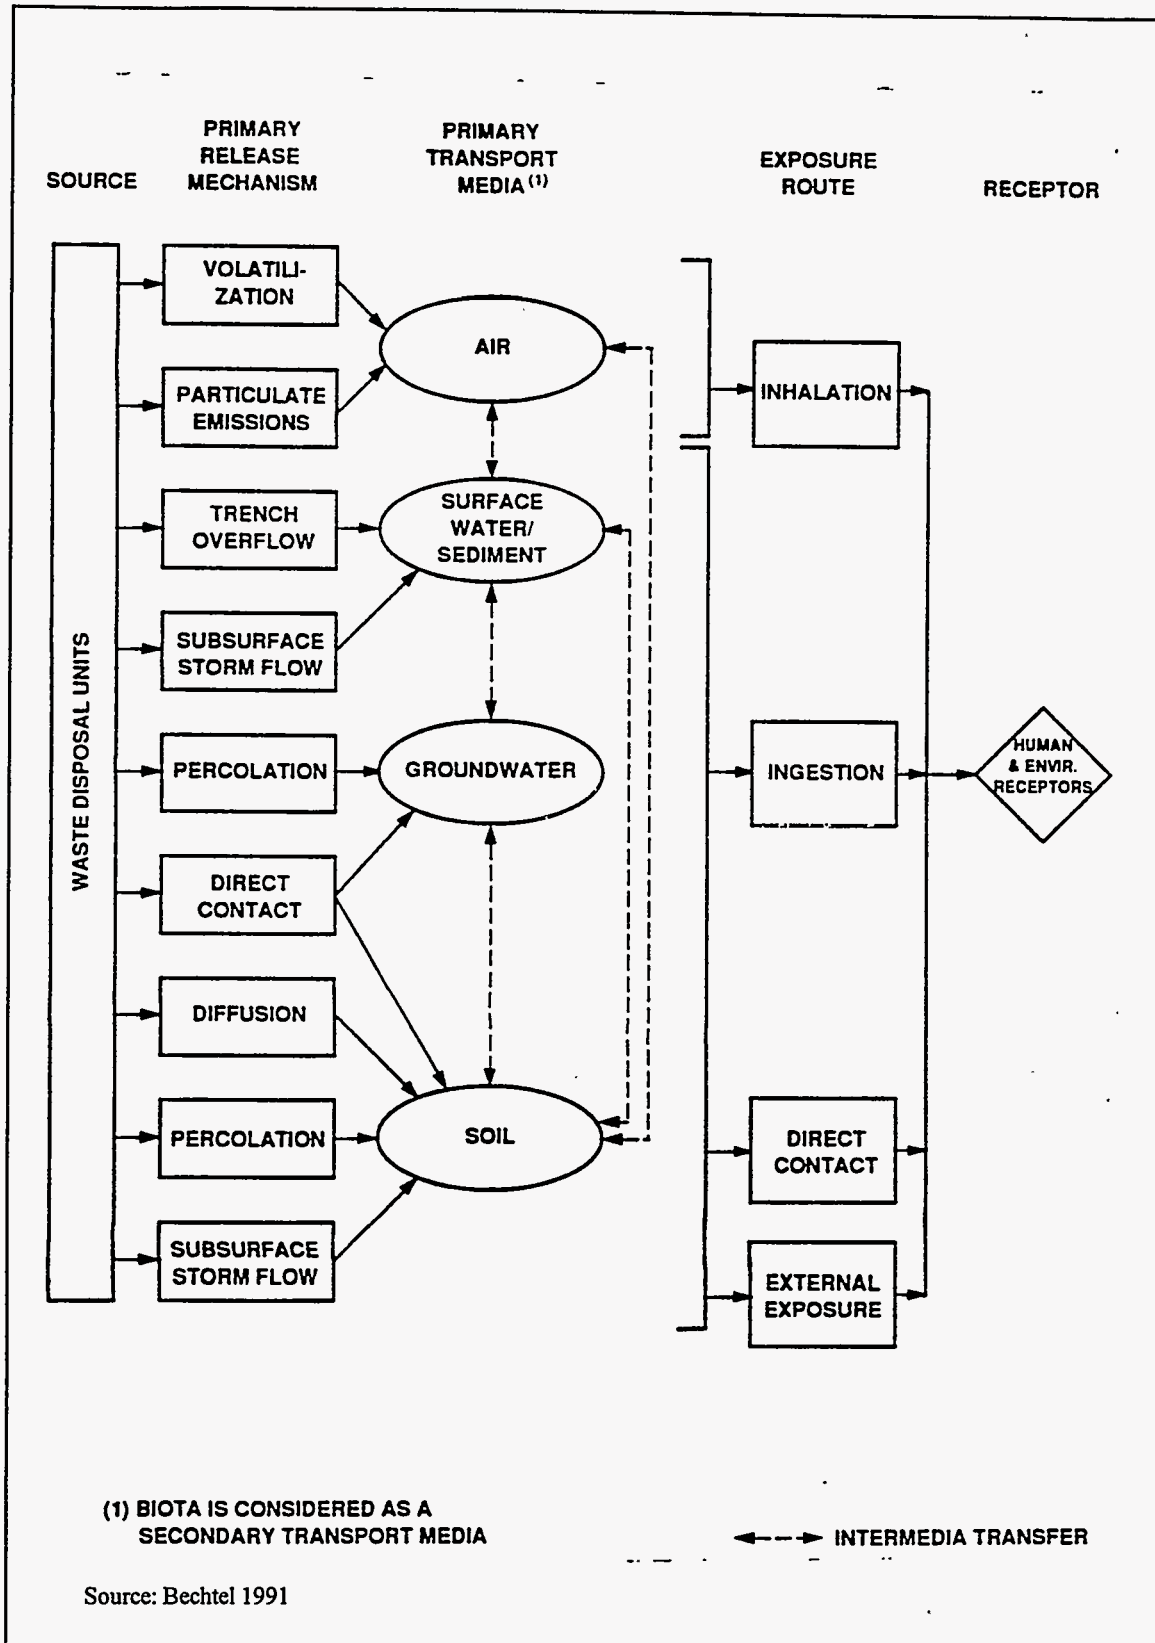 PRIMARY
RELEASE
MECHANISM
PRIMARY
TRANSPORT
MEDIA(1)
SOURCE
EXPOSURE
ROUTE
RECEPTOR
WASTE DISPOSAL UNITS
VOLATILI-
ZATION
PARTICULATE
EMISSIONS
TRENCH
OVERFLOW
SUBSURFACE
STORM FLOW
PERCOLATION
DIRECT
CONTACT
DIFFUSION
PERCOLATION
SUBSURFACE
STORM FLOW
AIR
SURFACE
WATER/
SEDIMENT
GROUNDWATER
SOIL
INHALATION
INGESTION
DIRECT
CONTACT
EXTERNAL
EXPOSURE
HUMAN
& ENVIR.
RECEPTORS
(1) BIOTA IS CONSIDERED AS A
SECONDARY TRANSPORT MEDIA
INTERMEDIA TRANSFER
Source: Bechtel 1991